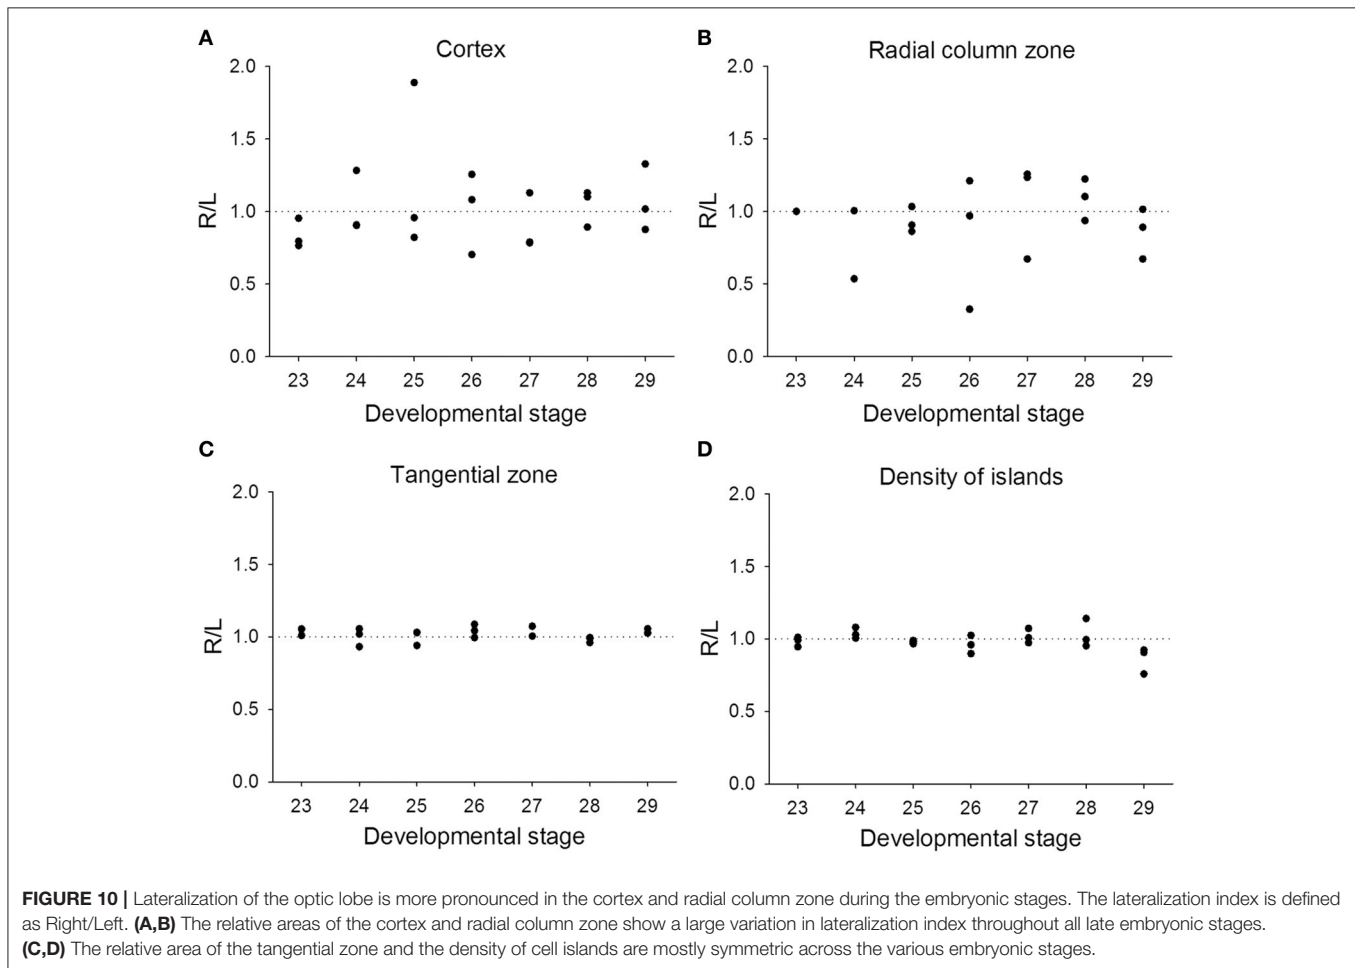 A
Cortex
2.0
1.5
1.0
0.5
0.0
R/L
23 24 25 26 27 28 29
Developmental stage
B
Radial column zone
2.0
1.5
1.0
0.5
0.0
R/L
23 24 25 26 27 28 29
Developmental stage
C
Tangential zone
2.0
1.5
1.0
0.5
0.0
R/L
23 24 25 26 27 28 29
Developmental stage
D
Density of islands
2.0
1.5
1.0
0.5
0.0
R/L
23 24 25 26 27 28 29
Developmental stage
FIGURE 10 | Lateralization of the optic lobe is more pronounced in the cortex and radial column zone during the embryonic stages. The lateralization index is defined
as Right/Left. (A,B) The relative areas of the cortex and radial column zone show a large variation in lateralization index throughout all late embryonic stages.
(C,D) The relative area of the tangential zone and the density of cell islands are mostly symmetric across the various embryonic stages.